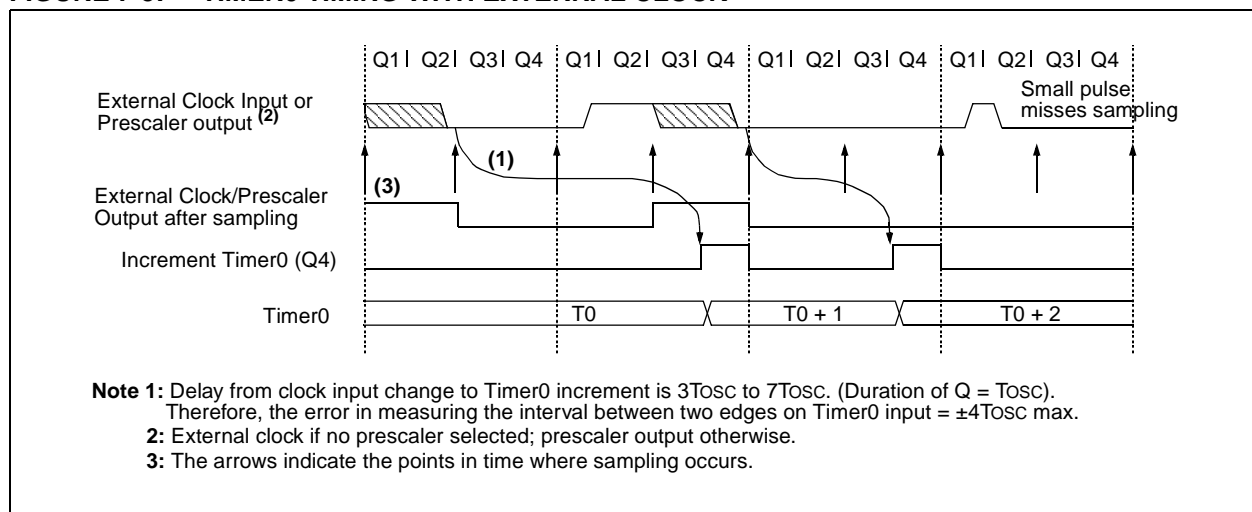 Q1 Q2 Q3 Q4 Q1 Q2 Q3 Q4 Q1 Q2 Q3 Q4 Q1 Q2 Q3 Q4
External Clock Input or
Prescaler output (2)
Small pulse
misses sampling
(1)
(3)
External Clock/Prescaler
Output after sampling
Increment Timer0 (Q4)
Timer0
T0 T0 + 1 T0 + 2
Note 1: Delay from clock input change to Timer0 increment is 3TOSC to 7TOSC. (Duration of Q = TOSC).
Therefore, the error in measuring the interval between two edges on Timer0 input = ±4TOSC max.
2: External clock if no prescaler selected; prescaler output otherwise.
3: The arrows indicate the points in time where sampling occurs.